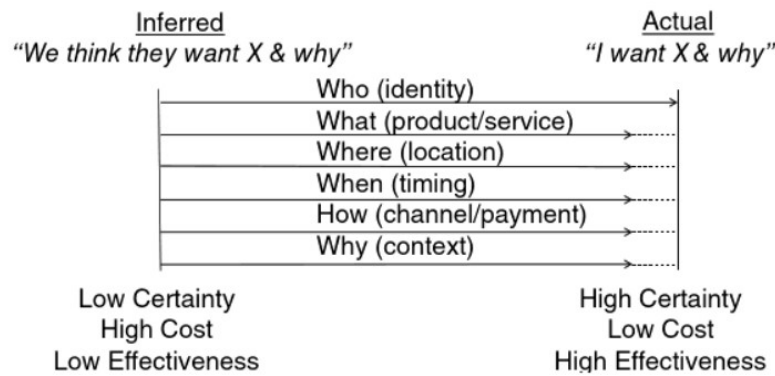 Inferred
Actual
“We think they want X & why”
“I want X & why”
Who (identity)
What (product/service)
Where (location)
When (timing)
How (channel/payment)
Why (context)
Low Certainty
High Cost
Low Effectiveness
High Certainty
Low Cost
High Effectiveness